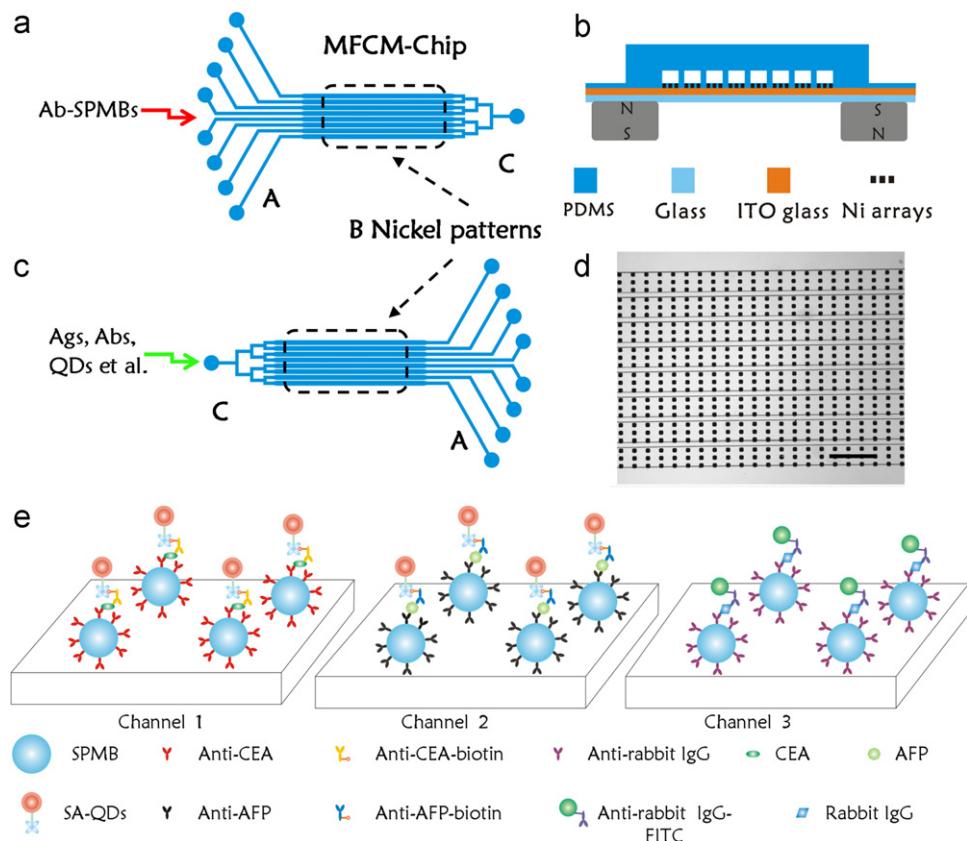 a
MFCM-Chip
Ab-SPMBs
A
C
B Nickel patterns
b
N
S
S
N
PDMS
Glass
ITO glass
Ni arrays
c
Ags, Abs,
QDs et al.
C
A
d
e
Channel 1
Channel 2
Channel 3
SPMB
Anti-CEA
Anti-CEA-biotin
Anti-rabbit IgG
CEA
AFP
SA-QDs
Anti-AFP
Anti-AFP-biotin
Anti-rabbit IgG-
FITC
Rabbit IgG